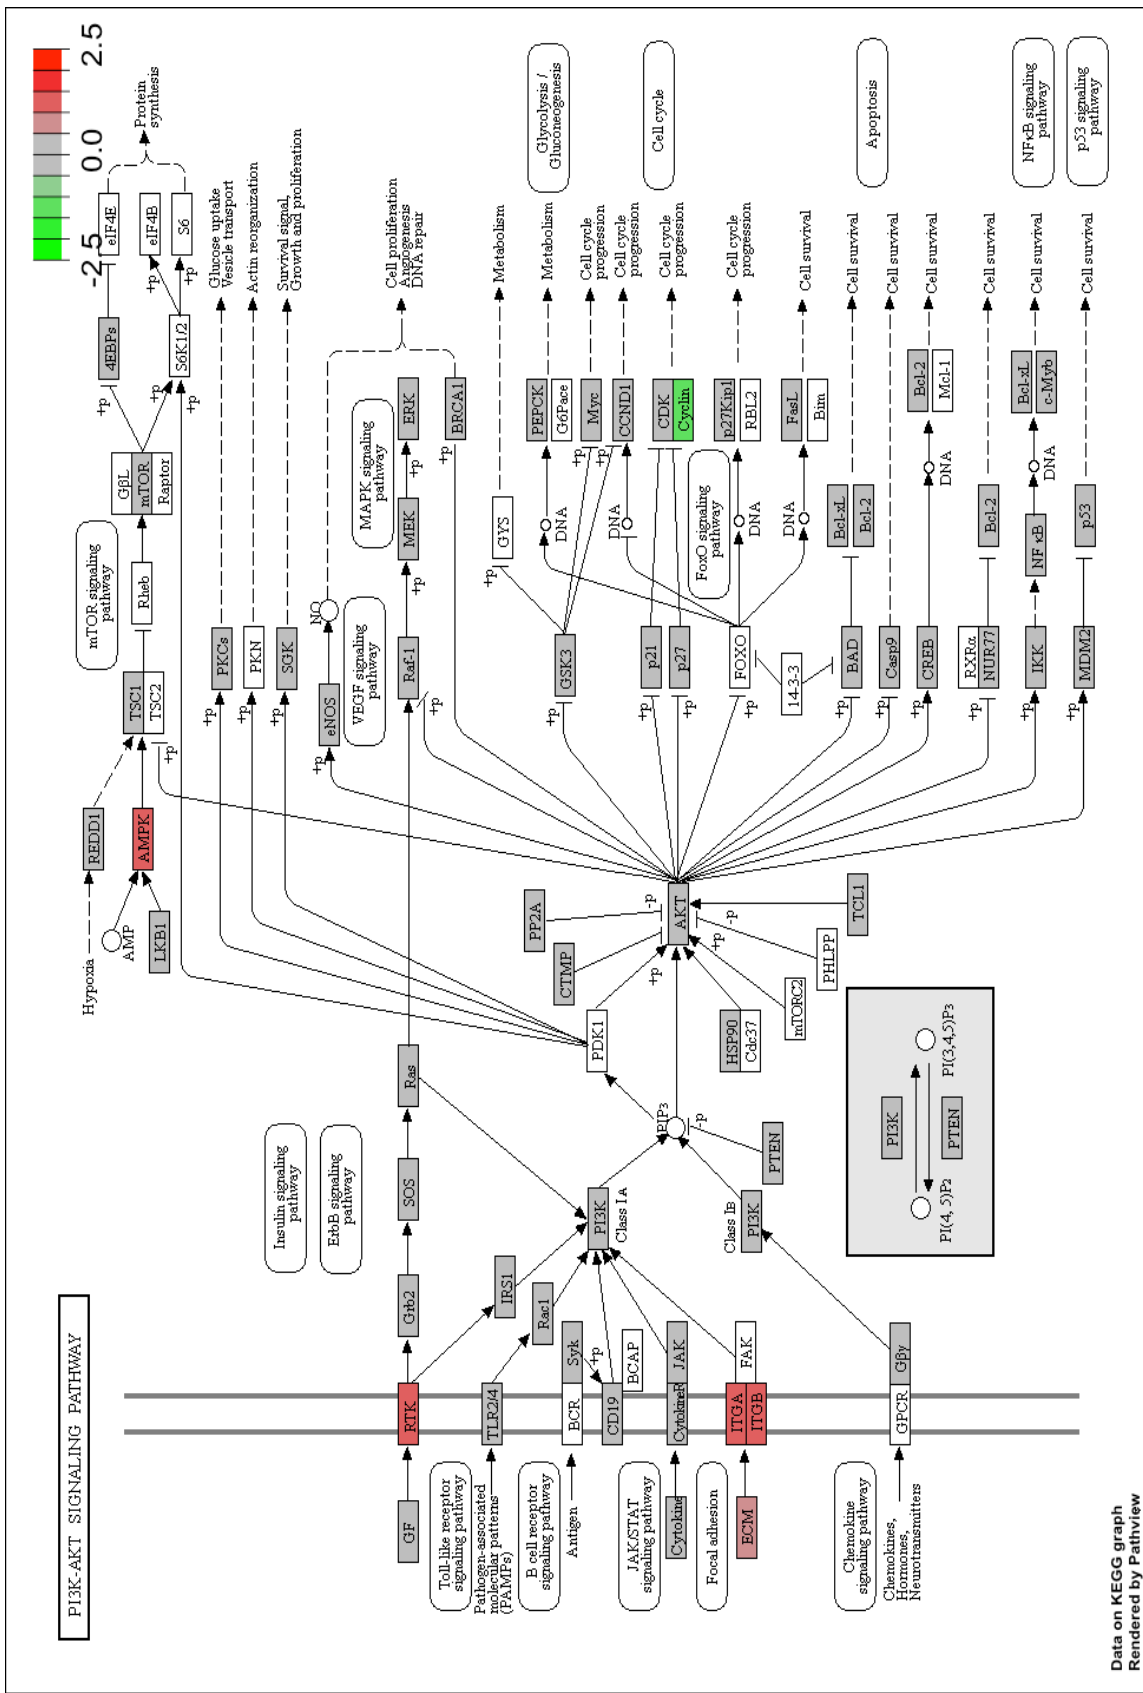 PI3K-AKT SIGNALING PATHWAY
-2.5 0.0 2.5
Hypoxia
REDD1
AMP
AMPK
LKB1
mTOR signaling
pathway
TSC1
TSC2
+p
Rheb
GβL
mTOR
Raptor
+p
+p
+p
4EBPs
S6K1/2
+p
+p
eIF4E
eIF4B
S6
Protein
synthesis
+p
PKCs
Glucose uptake
Vesicle transport
+p
PKN
Actin reorganization
+p
SGK
Survival signal,
Growth and proliferation
Insulin signaling
pathway
ErbB signaling
pathway
+p
eNOS
NO
VEGF signaling
pathway
MAPK signaling
pathway
GF
RTK
Grb2
SOS
Ras
Raf-1
+p
+p
MEK
+p
ERK
+p
BRCA1
Cell proliferation
Angiogenesis
DNA repair
Toll-like receptor
signaling pathway
Pathogen-associated
molecular patterns
(PAMPs)
TLR2/4
IRS1
Rac1
B cell receptor
signaling pathway
Antigen
BCR
Syk
+p
CD19
BCAP
PI3K
Class IA
JAK/STAT
signaling pathway
Cytokine
CytokineR
JAK
Focal adhesion
ECM
ITGA
ITGB
FAK
Chemokine
signaling pathway
Chemokines,
Hormones,
Neurotransmitters
GPCR
Gβγ
Class IB
PI3K
PIP3
-p
PTEN
PDK1
CTMP
PP2A
+p
-p
AKT
+p
-p
HSP90
Cdc37
mTORC2
PHLPP
TCL1
PI(4, 5)P2
PI3K
PTEN
PI(3,4,5)P3
+p
GSK3
+p
GYS
Metabolism
DNA
PEPCK
G6Pace
Metabolism
Glycolysis /
Gluconeogenesis
+p
Myc
Cell cycle
progression
+p
DNA
CCND1
Cell cycle
progression
+p
p21
+p
p27
CDK
Cyclin
Cell cycle
progression
Cell cycle
+p
FOXO
FoxO signaling
pathway
DNA
p27Kip1
RBL2
Cell cycle
progression
DNA
FasL
Bim
Cell survival
14-3-3
+p
BAD
Bcl-xL
Bcl-2
Cell survival
Apoptosis
+p
Casp9
Cell survival
+p
CREB
DNA
Bcl-2
Mcl-1
Cell survival
+p
RXRα
NUR77
Bcl-2
Cell survival
+p
IKK
NFκB
DNA
Bcl-xL
c-Myb
Cell survival
NFκB signaling
pathway
+p
MDM2
p53
Cell survival
p53 signaling
pathway
Data on KEGG graph
Rendered by Pathview